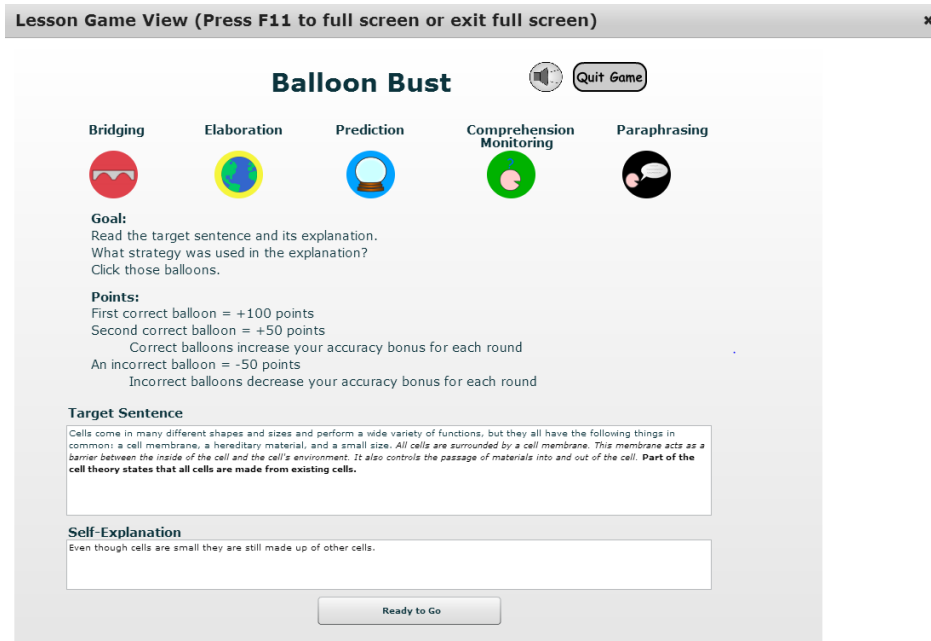 Lesson Game View (Press F11 to full screen or exit full screen)
Balloon Bust
Quit Game
Bridging
Elaboration
Prediction
Comprehension
Monitoring
Paraphrasing
Goal:
Read the target sentence and its explanation.
What strategy was used in the explanation?
Click those balloons.
Points:
First correct balloon = +100 points
Second correct balloon = +50 points
Correct balloons increase your accuracy bonus for each round
An incorrect balloon = -50 points
Incorrect balloons decrease your accuracy bonus for each round
Target Sentence
Cells come in many different shapes and sizes and perform a wide variety of functions, but they all have the following things in
common: a cell membrane, a hereditary material, and a small size. All cells are surrounded by a cell membrane. This membrane acts as a
barrier between the inside of the cell and the cell's environment. It also controls the passage of materials into and out of the cell. Part of the
cell theory states that all cells are made from existing cells.
Self-Explanation
Even though cells are small they are still made up of other cells.
Ready to Go